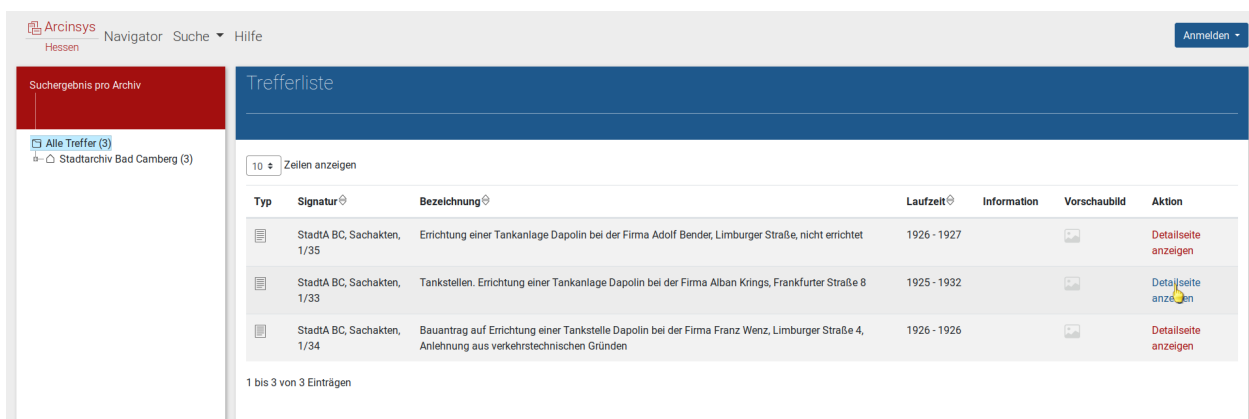 Arcinsys
Hessen
Navigator Suche Hilfe
Anmelden
Suchergebnis pro Archiv
Alle Treffer (3)
Stadtarchiv Bad Camberg (3)
Trefferliste
10 Zeilen anzeigen
Typ Signatur Bezeichnung Laufzeit Information Vorschaubild Aktion
StadtA BC, Sachakten, Errichtung einer Tankanlage Dapolin bei der Firma Adolf Bender, Limburger Straße, nicht errichtet 1926 - 1927 Detailseite
1/35 anzeigen
StadtA BC, Sachakten, Tankstellen. Errichtung einer Tankanlage Dapolin bei der Firma Alban Krings, Frankfurter Straße 8 1925 - 1932 Detailseite
1/33 anzeigen
StadtA BC, Sachakten, Bauantrag auf Errichtung einer Tankstelle Dapolin bei der Firma Franz Wenz, Limburger Straße 4, 1926 - 1926 Detailseite
1/34 Anlehnung aus verkehrstechnischen Gründen anzeigen
1 bis 3 von 3 Einträgen